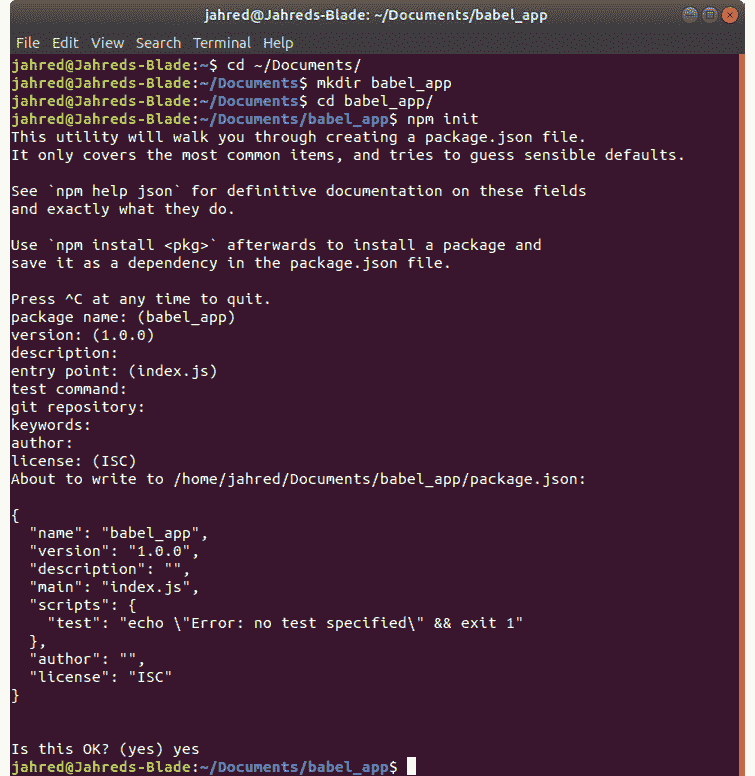 jahred@Jahreds-Blade: ~/Documents/babel_app
File Edit View Search Terminal Help
jahred@Jahreds-Blade:~$ cd ~/Documents/
jahred@Jahreds-Blade:~/Documents$ mkdir babel_app
jahred@Jahreds-Blade:~/Documents$ cd babel_app/
jahred@Jahreds-Blade:~/Documents/babel_app$ npm init
This utility will walk you through creating a package.json file.
It only covers the most common items, and tries to guess sensible defaults.

See `npm help json` for definitive documentation on these fields
and exactly what they do.

Use `npm install <pkg>` afterwards to install a package and
save it as a dependency in the package.json file.

Press ^C at any time to quit.
package name: (babel_app)
version: (1.0.0)
description:
entry point: (index.js)
test command:
git repository:
keywords:
author:
license: (ISC)
About to write to /home/jahred/Documents/babel_app/package.json:

{
  "name": "babel_app",
  "version": "1.0.0",
  "description": "",
  "main": "index.js",
  "scripts": {
    "test": "echo \"Error: no test specified\" && exit 1"
  },
  "author": "",
  "license": "ISC"
}

Is this OK? (yes) yes
jahred@Jahreds-Blade:~/Documents/babel_app$